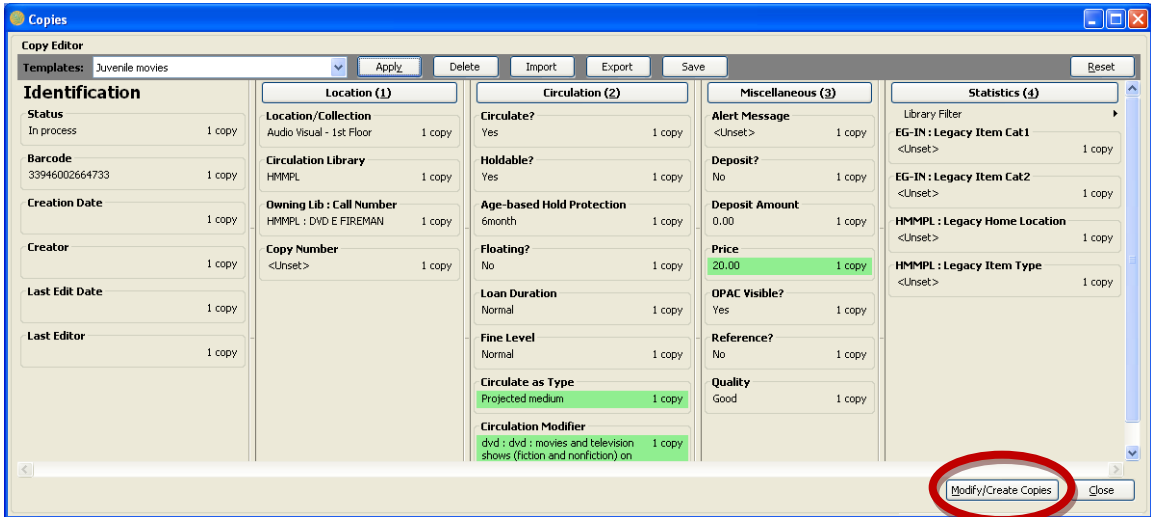 Copies
Copy Editor
Templates: Juvenile movies Apply Delete Import Export Save Reset
Identification
Status
In process 1 copy
Barcode
33946002664733 1 copy
Creation Date
1 copy
Creator
1 copy
Last Edit Date
1 copy
Last Editor
1 copy
Location (1)
Location/Collection
Audio Visual - 1st Floor 1 copy
Circulation Library
HMMPL 1 copy
Owning Lib : Call Number
HMMPL : DVD E FIREMAN 1 copy
Copy Number
<Unset> 1 copy
Circulation (2)
Circulate?
Yes 1 copy
Holdable?
Yes 1 copy
Age-based Hold Protection
6month 1 copy
Floating?
No 1 copy
Loan Duration
Normal 1 copy
Fine Level
Normal 1 copy
Circulate as Type
Projected medium 1 copy
Circulation Modifier
dvd : dvd : movies and television 1 copy
shows (fiction and nonfiction) on
Miscellaneous (3)
Alert Message
<Unset> 1 copy
Deposit?
No 1 copy
Deposit Amount
0.00 1 copy
Price
20.00 1 copy
OPAC Visible?
Yes 1 copy
Reference?
No 1 copy
Quality
Good 1 copy
Statistics (4)
Library Filter
EG-IN : Legacy Item Cat1
<Unset> 1 copy
EG-IN : Legacy Item Cat2
<Unset> 1 copy
HMMPL : Legacy Home Location
<Unset> 1 copy
HMMPL : Legacy Item Type
<Unset> 1 copy
Modify/Create Copies Close